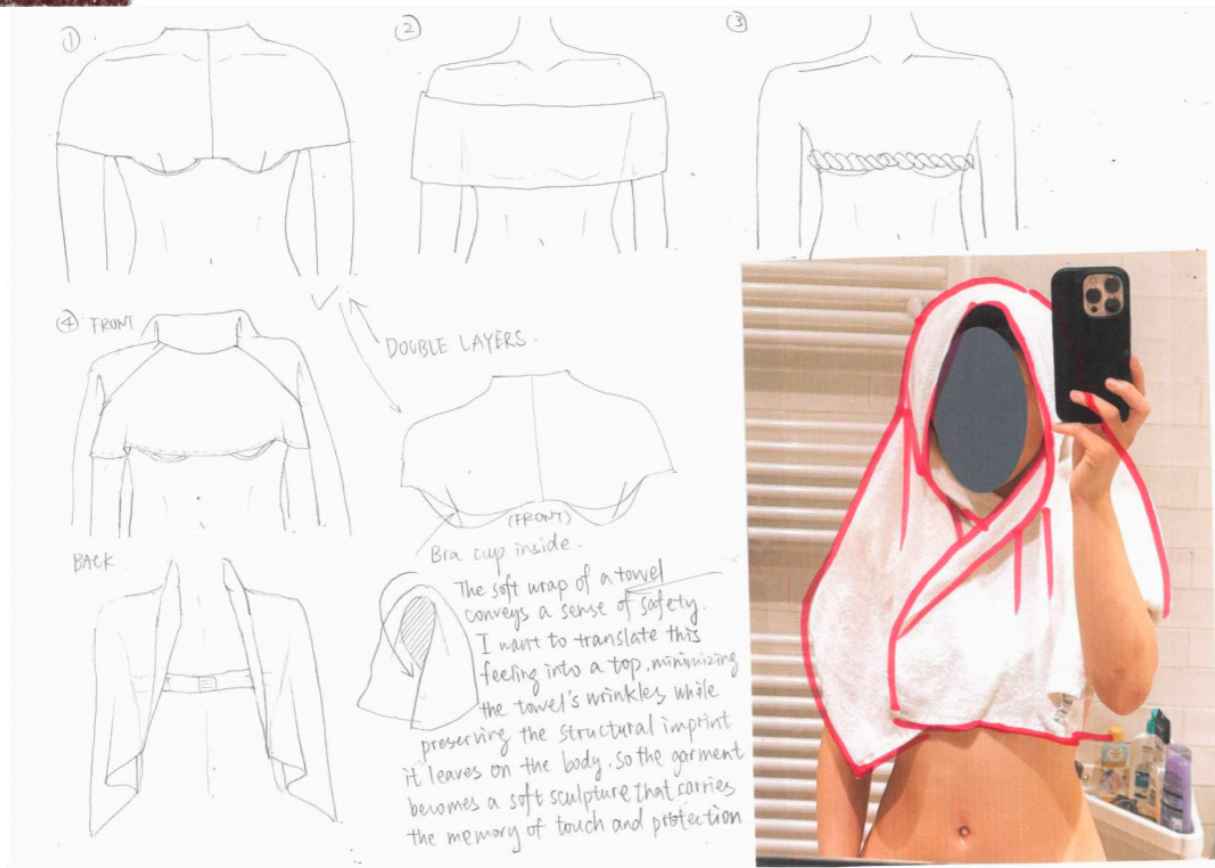 ①
②
③
④ FRONT
DOUBLE LAYERS.
(FRONT)
Bra cup inside.
BACK
The soft wrap of a towel
conveys a sense of safety.
I want to translate this
feeling into a top, minimizing
the towel's wrinkles while
preserving the structural imprint
it leaves on the body, so the garment
becomes a soft sculpture that carries
the memory of touch and protection.